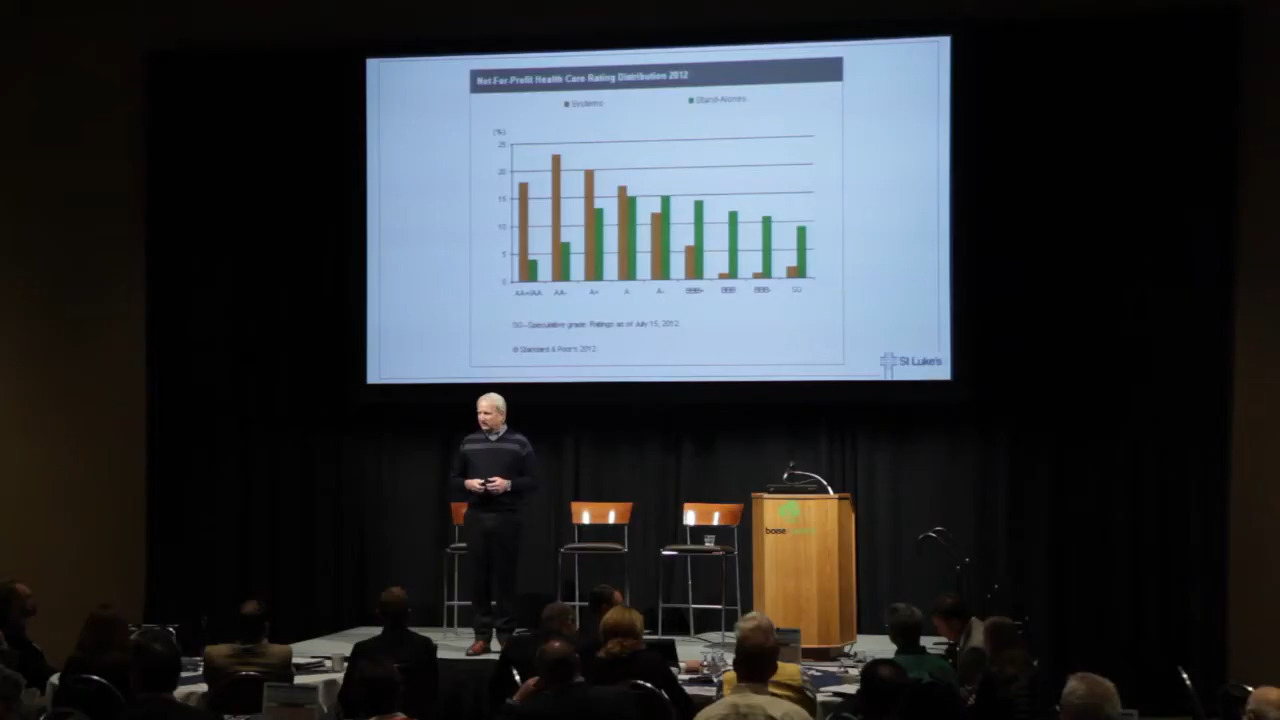 Not-For-Profit Health Care Rating Distribution 2012
Systems Stand-Alones
(%)
25
20
15
10
5
0
AA+/AA AA- A+ A A- BBB+ BBB BBB- SG
SG--Speculative grade. Ratings as of July 15, 2012.
© Standard & Poor's 2012.
St Luke's
boise